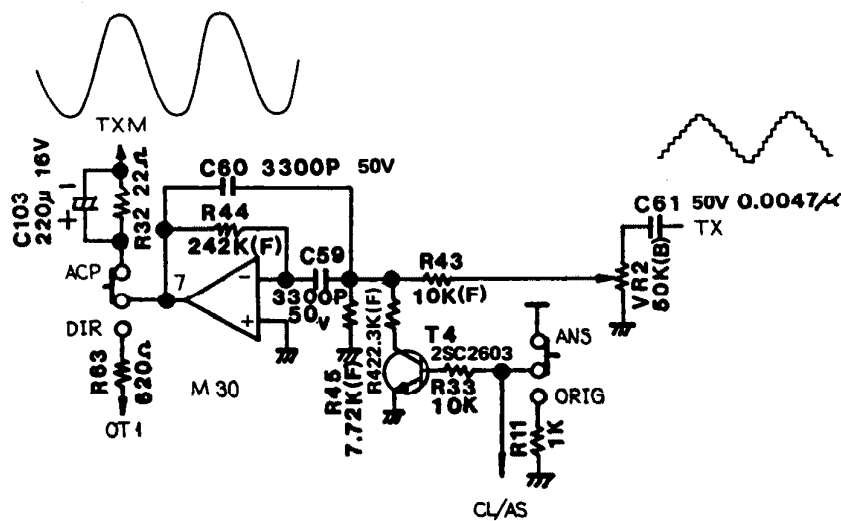 TXM
C103
220μ 16V
R32 22Ω
C60 3300P 50V
R44
242K(F)
C59
3300P
50V
ACP
7
DIR
R63
620Ω
OT1
M30
R45
7.72K(F)
R42 2.3K(F)
R43
10K(F)
T4
2SC2603
R33
10K
C61 50V 0.0047μ
TX
VR2
50K(B)
ANS
ORIG
R11
1K
CL/AS
-
+
-
+